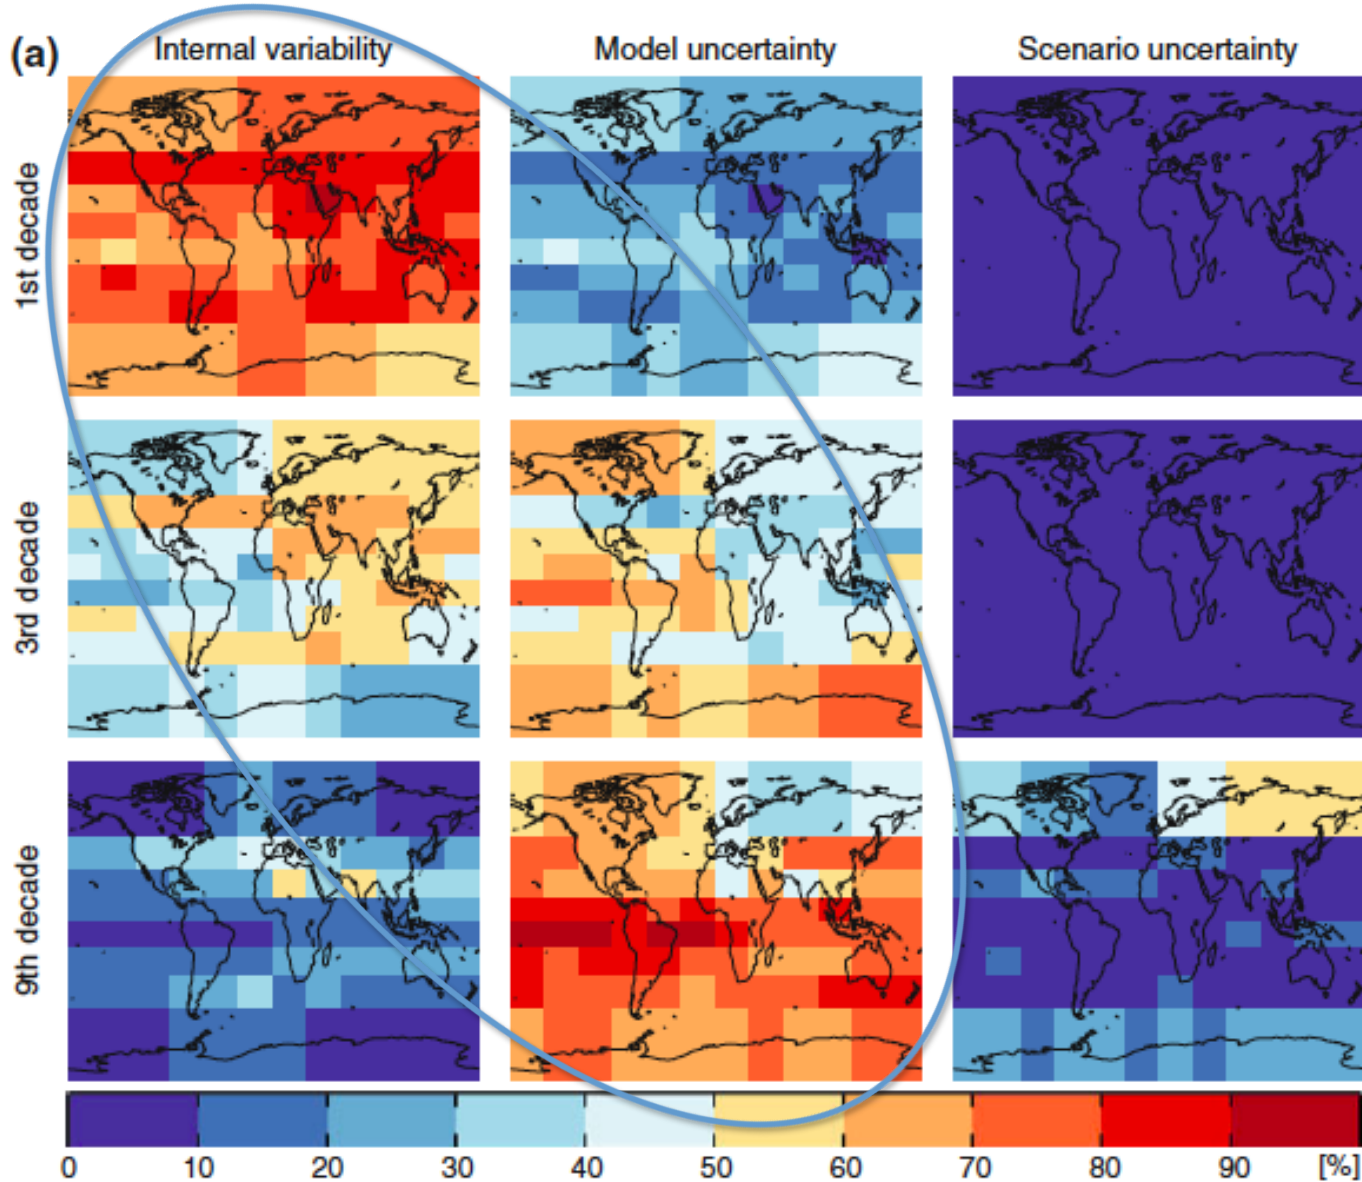 (a) Internal variability Model uncertainty Scenario uncertainty
1st decade
3rd decade
9th decade
0 10 20 30 40 50 60 70 80 90 [%]